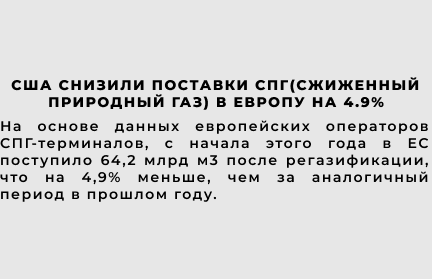 США СНИЗИЛИ ПОСТАВКИ СПГ(СЖИЖЕННЫЙ
ПРИРОДНЫЙ ГАЗ) В ЕВРОПУ НА 4.9%
На основе данных европейских операторов
СПГ-терминалов, с начала этого года в ЕС
поступило 64,2 млрд м3 после регазификации,
что на 4,9% меньше, чем за аналогичный
период в прошлом году.